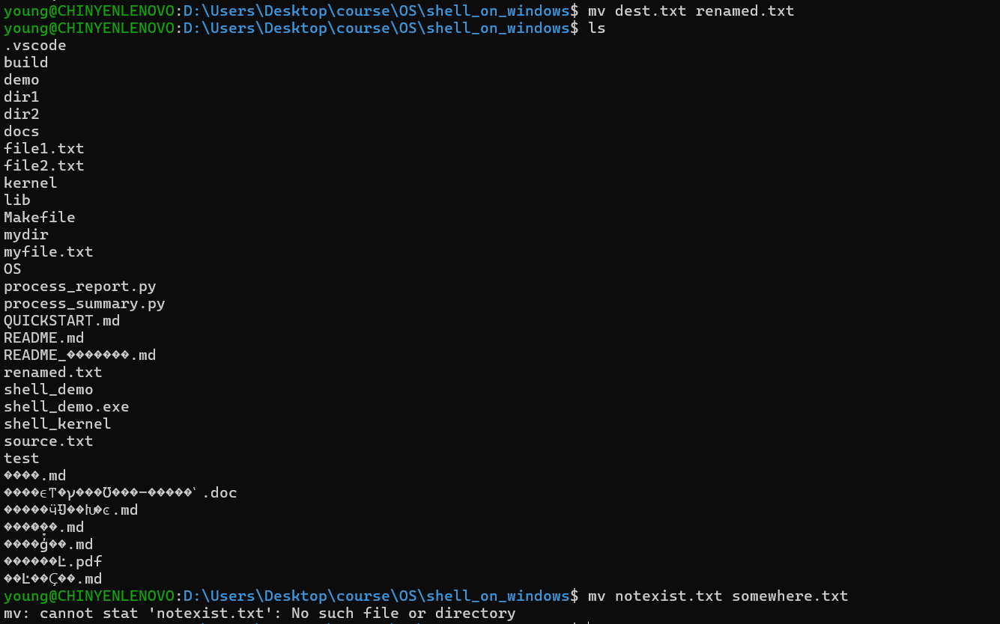 young@CHINYENLENOVO:D:\Users\Desktop\course\OS\shell_on_windows$ mv dest.txt renamed.txt
young@CHINYENLENOVO:D:\Users\Desktop\course\OS\shell_on_windows$ ls
.vscode
build
demo
dir1
dir2
docs
file1.txt
file2.txt
kernel
lib
Makefile
mydir
myfile.txt
OS
process_report.py
process_summary.py
QUICKSTART.md
README.md
README_�������.md
renamed.txt
shell_demo
shell_demo.exe
shell_kernel
source.txt
test
����.md
.doc
.md
.md
.md
.pdf
.md
young@CHINYENLENOVO:D:\Users\Desktop\course\OS\shell_on_windows$ mv notexist.txt somewhere.txt
mv: cannot stat 'notexist.txt': No such file or directory